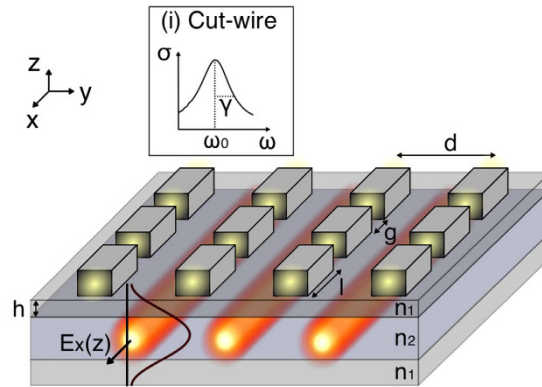 (i) Cut-wire
σ
γ
ω₀
ω
z
y
x
d
g
l
h
n₁
Eₓ(z)
n₂
n₁